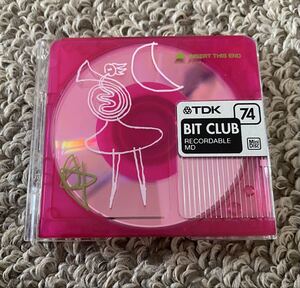 INSERT THIS END
TDK
74
BIT CLUB
RECORDABLE
MD